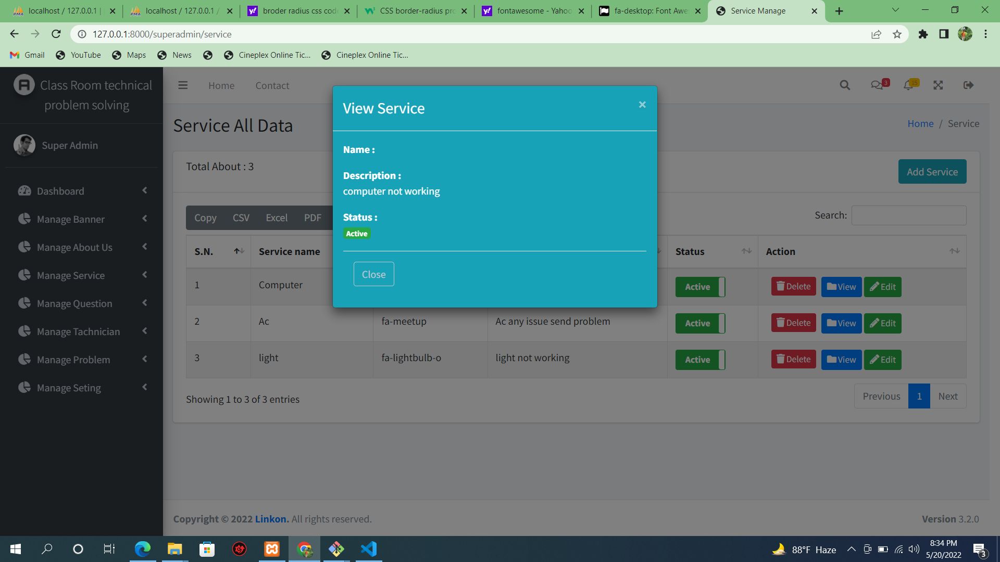 localhost / 127.0.0.1 |
localhost / 127.0.0.1 /
broder radius css cod
CSS border-radius pro
fontawesome - Yahoo
fa-desktop: Font Awe
Service Manage
127.0.0.1:8000/superadmin/service
Gmail
YouTube
Maps
News
Cineplex Online Tic...
Cineplex Online Tic...
Class Room technical
problem solving
Home
Contact
3
15
Super Admin
Service All Data
Home / Service
Dashboard
Manage Banner
Manage About Us
Manage Service
Manage Question
Manage Tachnician
Manage Problem
Manage Seting
Total About : 3
Add Service
Copy CSV Excel PDF
Search:
View Service
×
Name :
Description :
computer not working
Status :
Active
Close
S.N. Service name Status Action
1 Computer Active Delete View Edit
2 Ac fa-meetup Ac any issue send problem Active Delete View Edit
3 light fa-lightbulb-o light not working Active Delete View Edit
Showing 1 to 3 of 3 entries
Previous 1 Next
Copyright © 2022 Linkon. All rights reserved.
Version 3.2.0
88°F Haze
8:34 PM
5/20/2022
3